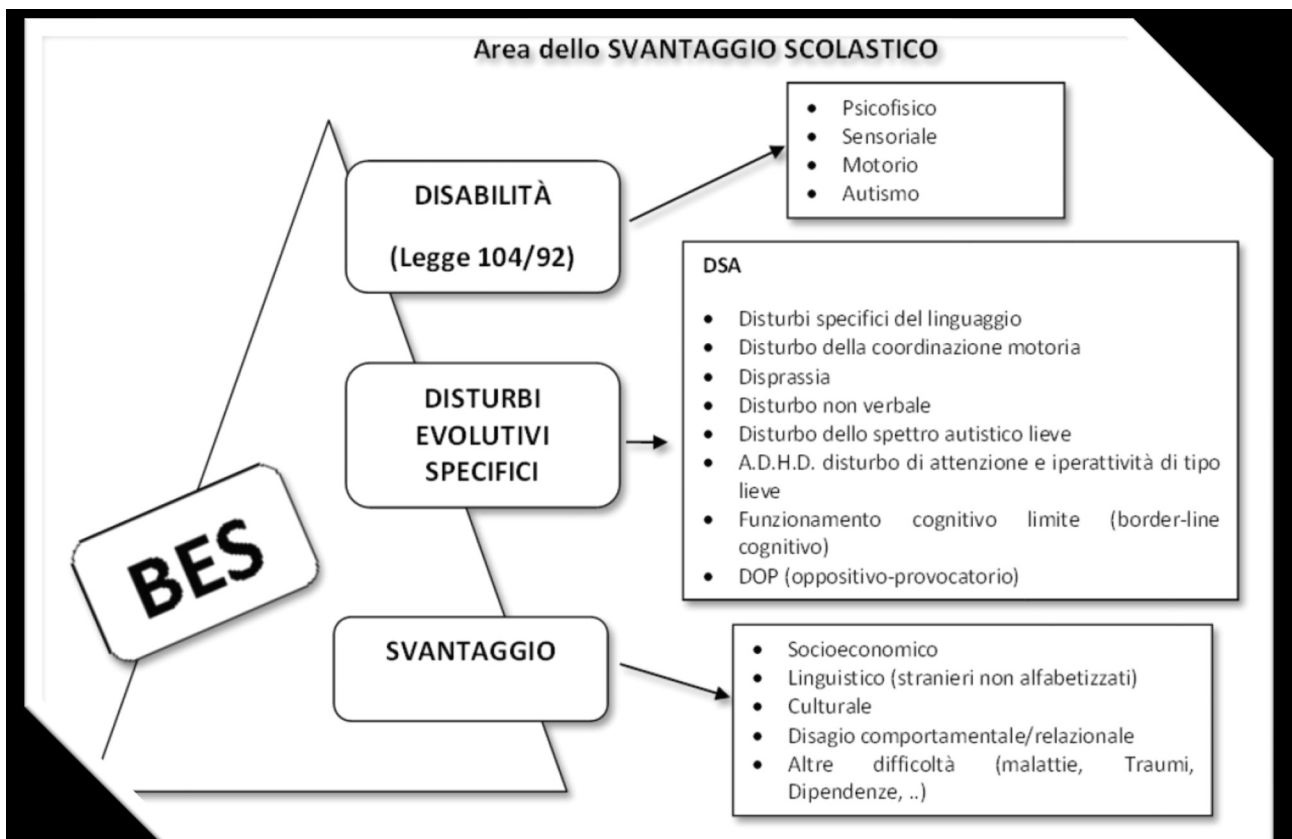 Area dello SVANTAGGIO SCOLASTICO
BES
DISABILITÀ
(Legge 104/92)
• Psicofisico
• Sensoriale
• Motorio
• Autismo
DISTURBI
EVOLUTIVI
SPECIFICI
DSA
• Disturbi specifici del linguaggio
• Disturbo della coordinazione motoria
• Disprassia
• Disturbo non verbale
• Disturbo dello spettro autistico lieve
• A.D.H.D. disturbo di attenzione e iperattività di tipo
lieve
• Funzionamento cognitivo limite (border-line
cognitivo)
• DOP (oppositivo-provocatorio)
SVANTAGGIO
• Socioeconomico
• Linguistico (stranieri non alfabetizzati)
• Culturale
• Disagio comportamentale/relazionale
• Altre difficoltà (malattie, Traumi,
Dipendenze, ..)